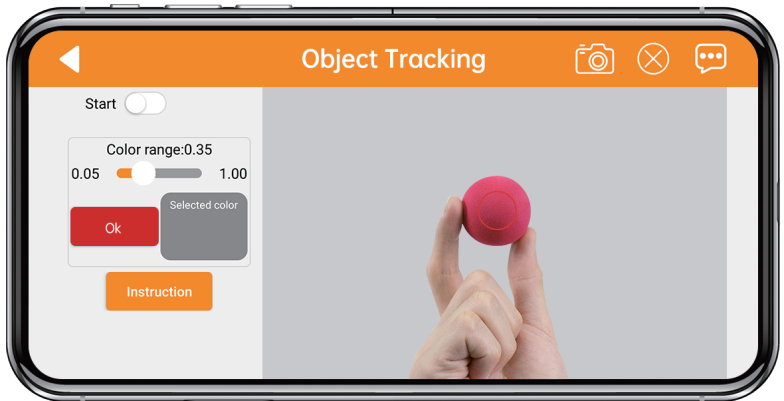 Object Tracking
Start
Color range:0.35
0.05 1.00
Ok
Selected color
Instruction